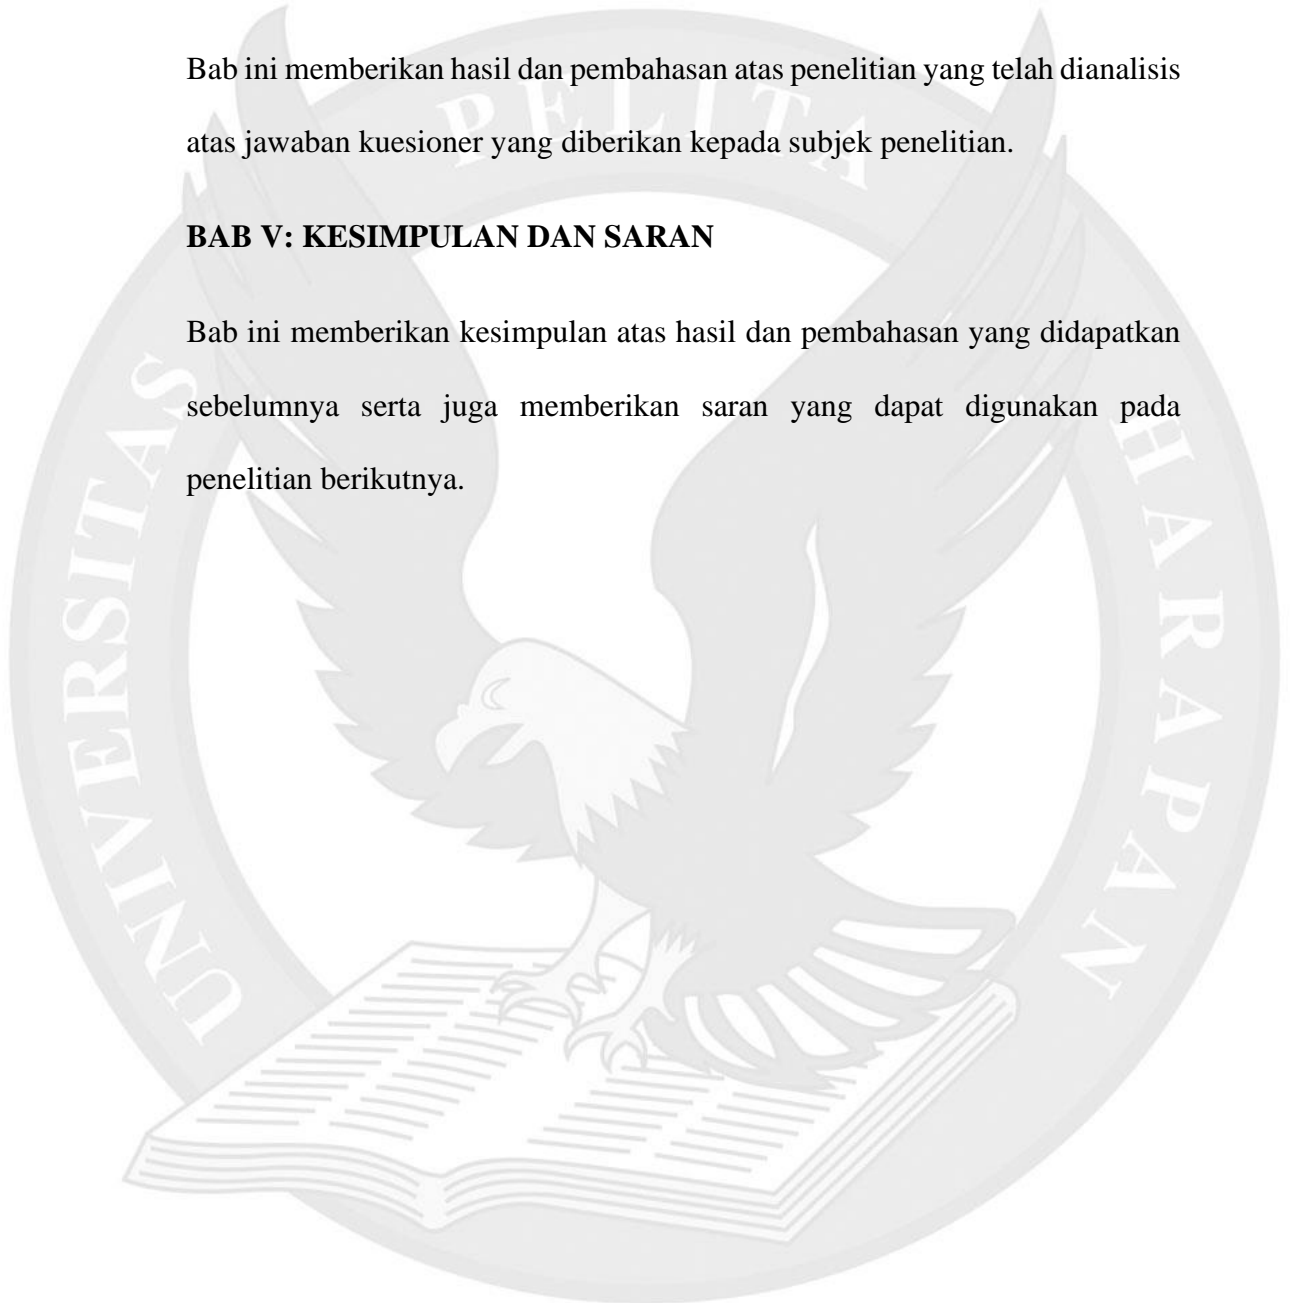 Bab ini memberikan hasil dan pembahasan atas penelitian yang telah dianalisis
atas jawaban kuesioner yang diberikan kepada subjek penelitian.
BAB V: KESIMPULAN DAN SARAN
Bab ini memberikan kesimpulan atas hasil dan pembahasan yang didapatkan
sebelumnya serta juga memberikan saran yang dapat digunakan pada
penelitian berikutnya.
UNIVERSITAS PELITA HARAPAN